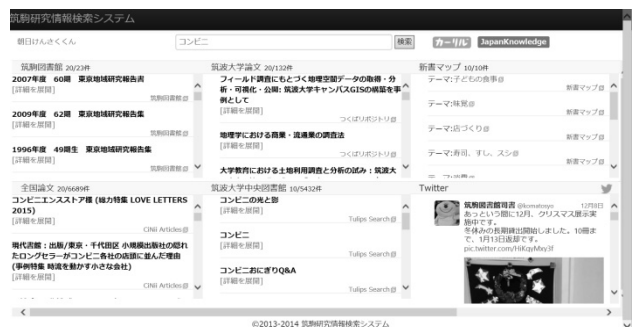 筑駒研究情報検索システム
朝日けんさくくん
コンビニ
検索
カーリル
JapanKnowledge
筑駒図書館 20/23件
2007年度 60期 東京地域研究報告書
[詳細を展開]
筑駒図書館
2009年度 62期 東京地域研究報告集
[詳細を展開]
筑駒図書館
1996年度 49期生 東京地域研究報告集
[詳細を展開]
筑駒図書館
筑波大学論文 20/132件
フィールド調査にもとづく地理空間データの取得・分
析・可視化・公開: 筑波大学キャンパスGISの構築を事
例として
[詳細を展開]
つくばリポジトリ
地理学における商業・流通業の調査法
[詳細を展開]
つくばリポジトリ
大学教育における土地利用調査と分析の試み : 筑波大
新書マップ 10/10件
テーマ:子どもの食事
新書マップ
テーマ:味覚
新書マップ
テーマ:店づくり
新書マップ
テーマ:寿司、すし、スシ
新書マップ
全国論文 20/6689件
コンビニエンスストア様 (総力特集 LOVE LETTERS
2015)
[詳細を展開]
CiNii Articles
現代書館 : 出版/東京・千代田区 小規模出版社の隠れ
たロングセラーがコンビニ各社の店頭に並んだ理由
(事例特集 時流を動かす小さな会社)
[詳細を展開]
CiNii Articles
筑波大学中央図書館 10/5432件
コンビニの光と影
[詳細を展開]
Tulips Search
コンビニ
[詳細を展開]
Tulips Search
コンビニおにぎりQ&A
[詳細を展開]
Tulips Search
Twitter
筑駒図書館司書 @komatosyo 12月8日
あっという間に12月、クリスマス展示実
施中です。
冬休みの長期貸出開始しました。10冊ま
で、1月13日返却です。
pic.twitter.com/HiKgyMxy3f
©2013-2014 筑駒研究情報検索システム